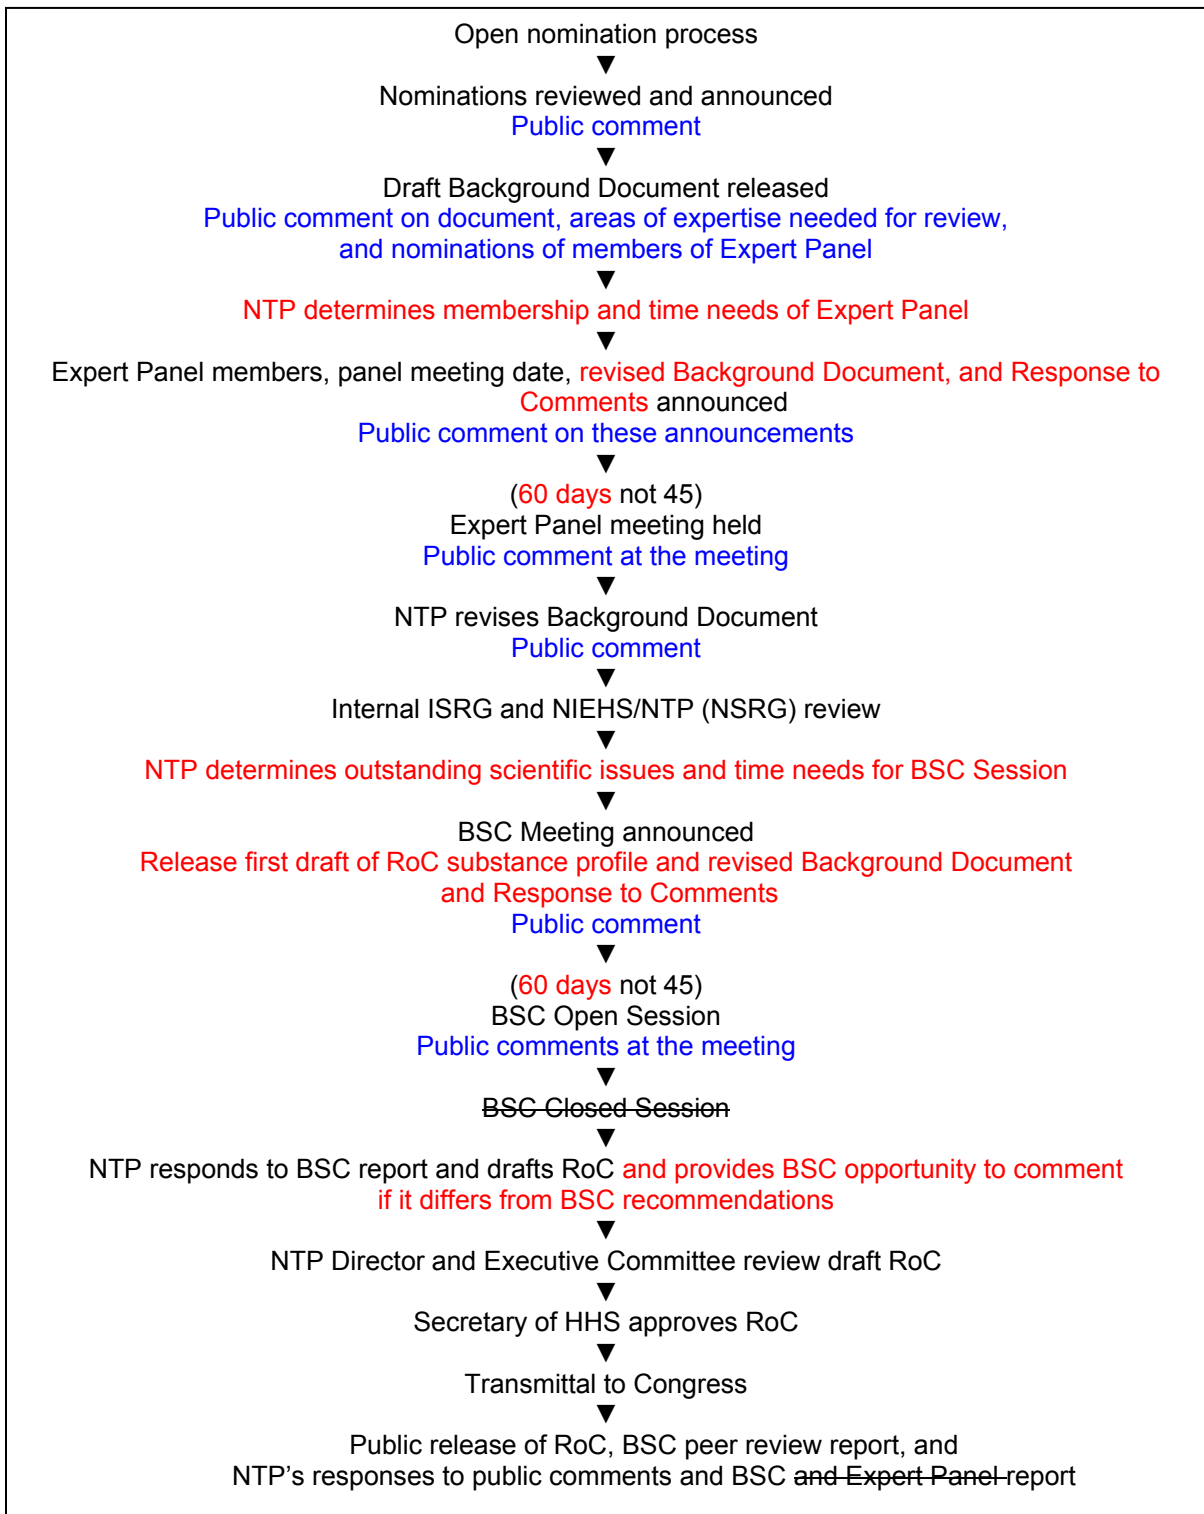 Open nomination process
▼
Nominations reviewed and announced
Public comment
▼
Draft Background Document released
Public comment on document, areas of expertise needed for review,
and nominations of members of Expert Panel
▼
NTP determines membership and time needs of Expert Panel
▼
Expert Panel members, panel meeting date, revised Background Document, and Response to
Comments announced
Public comment on these announcements
▼
(60 days not 45)
Expert Panel meeting held
Public comment at the meeting
▼
NTP revises Background Document
Public comment
▼
Internal ISRG and NIEHS/NTP (NSRG) review
▼
NTP determines outstanding scientific issues and time needs for BSC Session
▼
BSC Meeting announced
Release first draft of RoC substance profile and revised Background Document
and Response to Comments
Public comment
▼
(60 days not 45)
BSC Open Session
Public comments at the meeting
▼
BSC Closed Session
▼
NTP responds to BSC report and drafts RoC and provides BSC opportunity to comment
if it differs from BSC recommendations
▼
NTP Director and Executive Committee review draft RoC
▼
Secretary of HHS approves RoC
▼
Transmittal to Congress
▼
Public release of RoC, BSC peer review report, and
NTP's responses to public comments and BSC and Expert Panel report